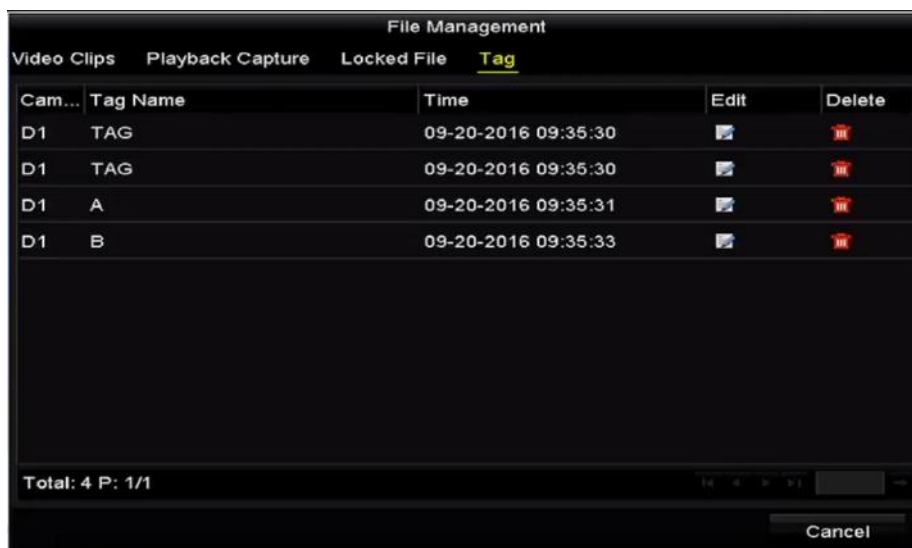 File Management
Video Clips Playback Capture Locked File Tag
Cam... Tag Name Time Edit Delete
D1 TAG 09-20-2016 09:35:30
D1 TAG 09-20-2016 09:35:30
D1 A 09-20-2016 09:35:31
D1 B 09-20-2016 09:35:33
Total: 4 P: 1/1
Cancel